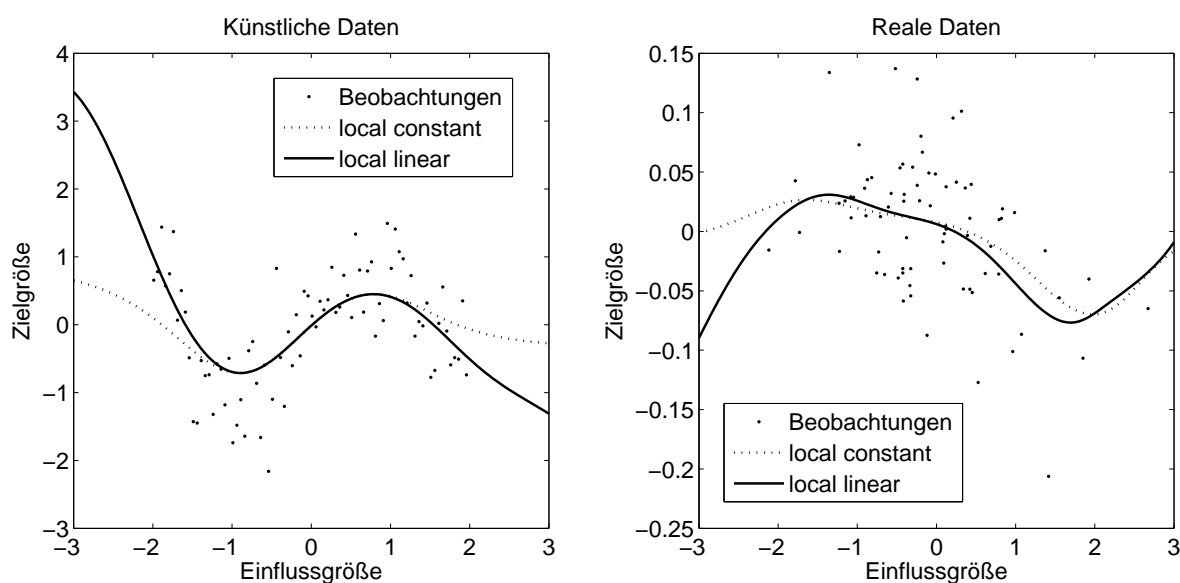 Künstliche Daten
4
3
2
1
0
−1
−2
−3
−3
−2
−1
0
1
2
3
Zielgröße
Einflussgröße
Beobachtungen
local constant
local linear
Reale Daten
0.15
0.1
0.05
0
−0.05
−0.1
−0.15
−0.2
−0.25
−3
−2
−1
0
1
2
3
Zielgröße
Einflussgröße
Beobachtungen
local constant
local linear